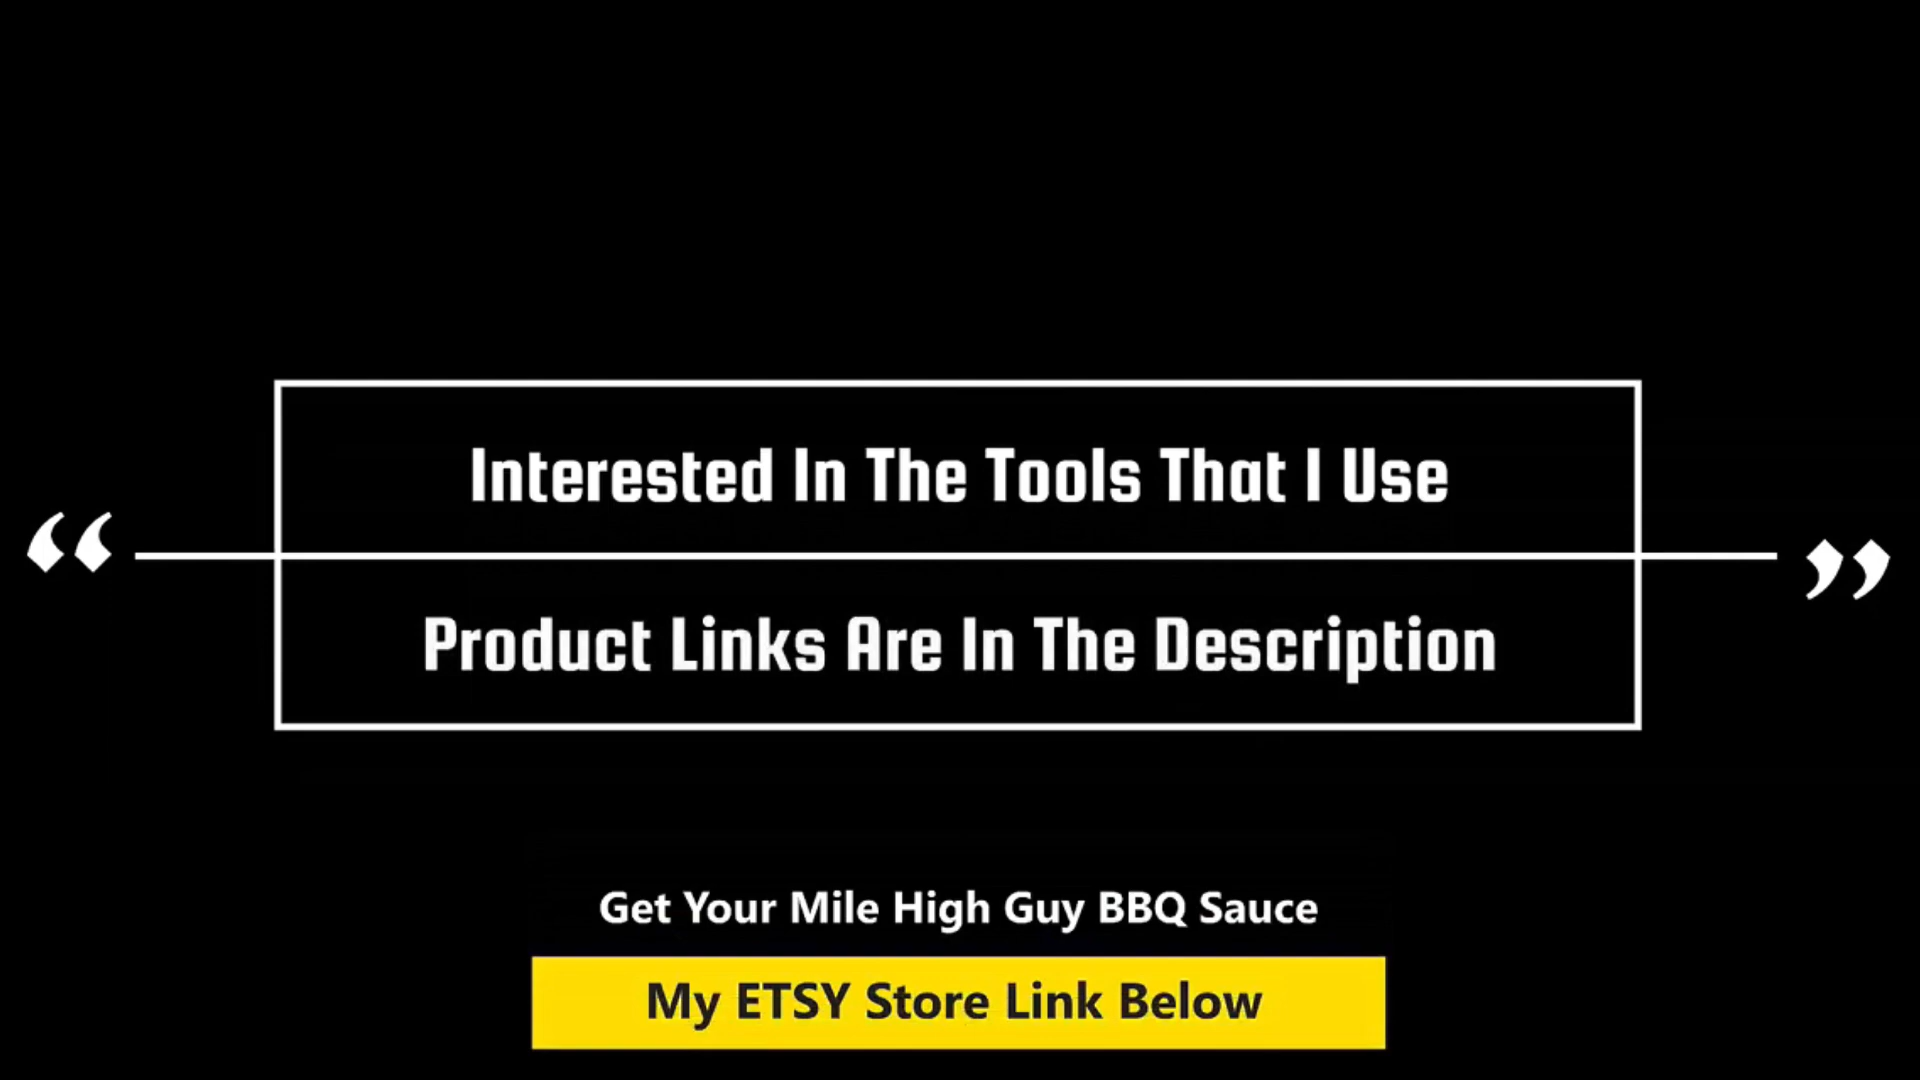 Interested In The Tools That I Use
“ ”
Product Links Are In The Description
Get Your Mile High Guy BBQ Sauce
My ETSY Store Link Below